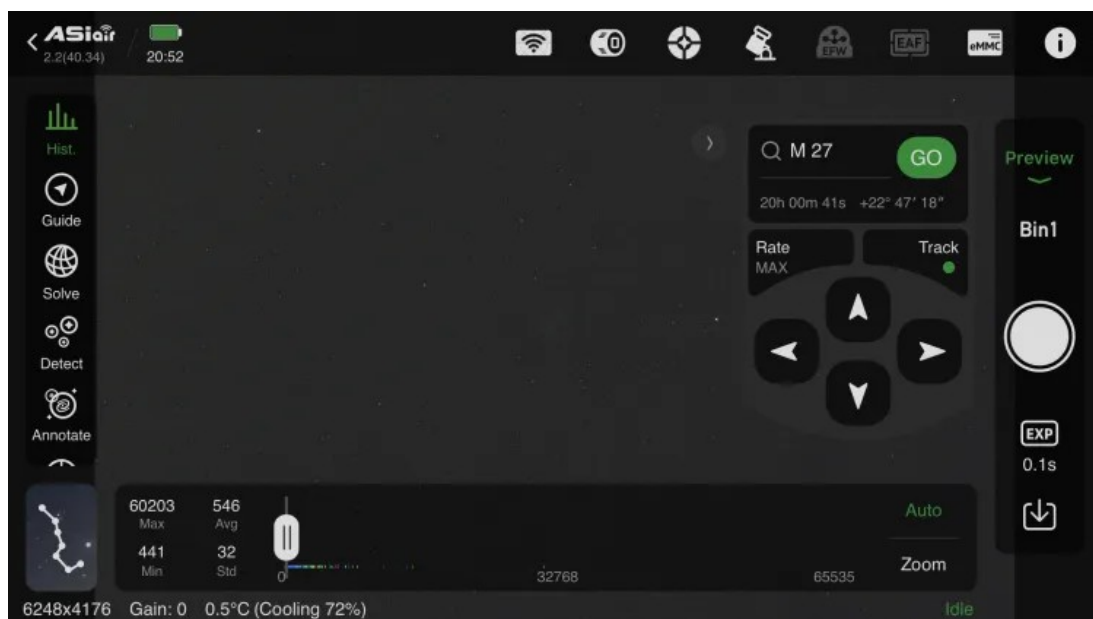 ASiair
2.2(40.34)
20:52
EFW
EAF
eMMC
Hist.
Guide
Solve
Detect
Annotate
M 27
GO
20h 00m 41s +22° 47′ 18″
Rate
MAX
Track
Preview
Bin1
EXP
0.1s
60203
Max
546
Avg
441
Min
32
Std
0
32768
65535
Auto
Zoom
6248x4176 Gain: 0 0.5°C (Cooling 72%)
Idle